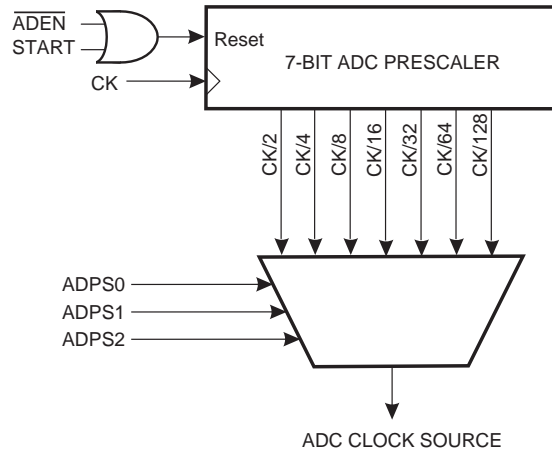 ADEN
START
Reset
7-BIT ADC PRESCALER
CK
CK/2
CK/4
CK/8
CK/16
CK/32
CK/64
CK/128
ADPS0
ADPS1
ADPS2
ADC CLOCK SOURCE